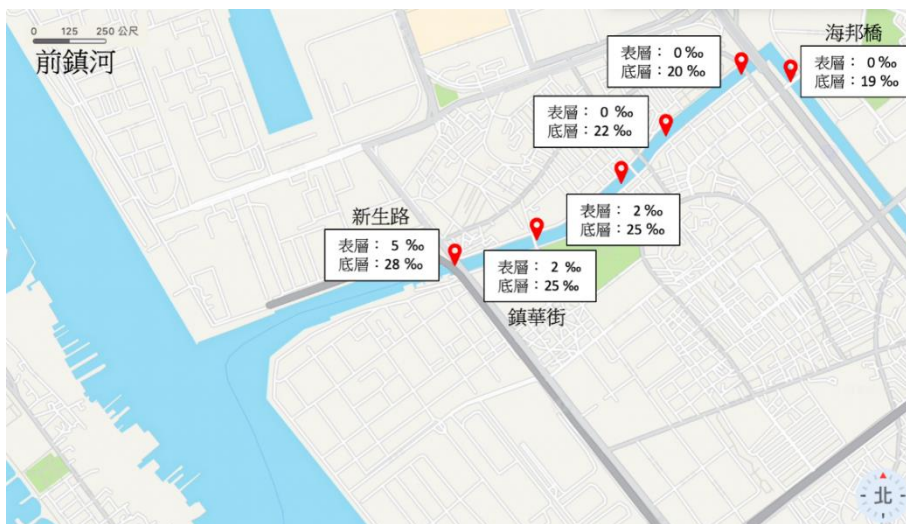 0 125 250 公尺
前鎮河
海邦橋
表層： 0 ‰
底層：19 ‰
表層： 0 ‰
底層：20 ‰
表層： 0 ‰
底層：22 ‰
表層： 2 ‰
底層：25 ‰
鎮華街
表層： 2 ‰
底層：25 ‰
新生路
表層： 5 ‰
底層：28 ‰
北